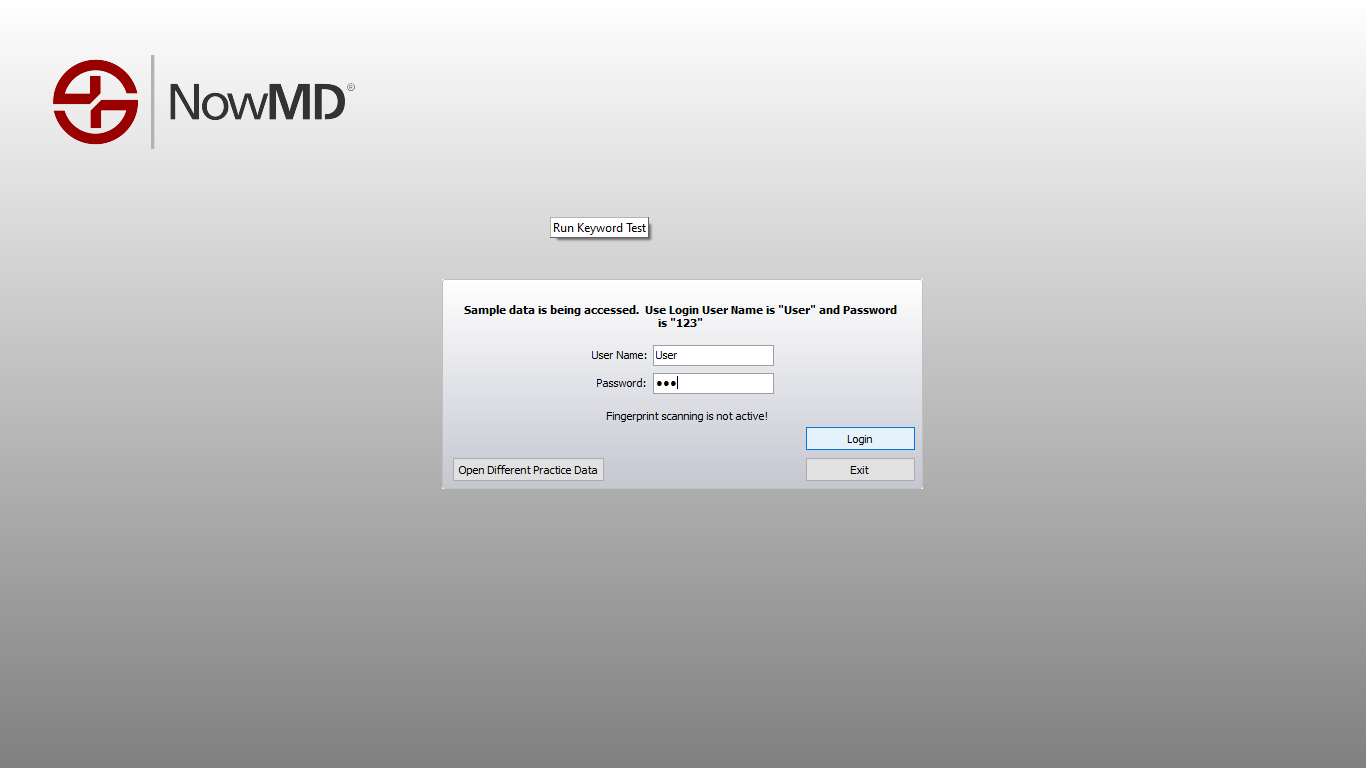 NowMD®
Run Keyword Test
Sample data is being accessed.  Use Login User Name is "User" and Password
is "123"
User Name: User
Password: •••
Fingerprint scanning is not active!
Login
Open Different Practice Data
Exit